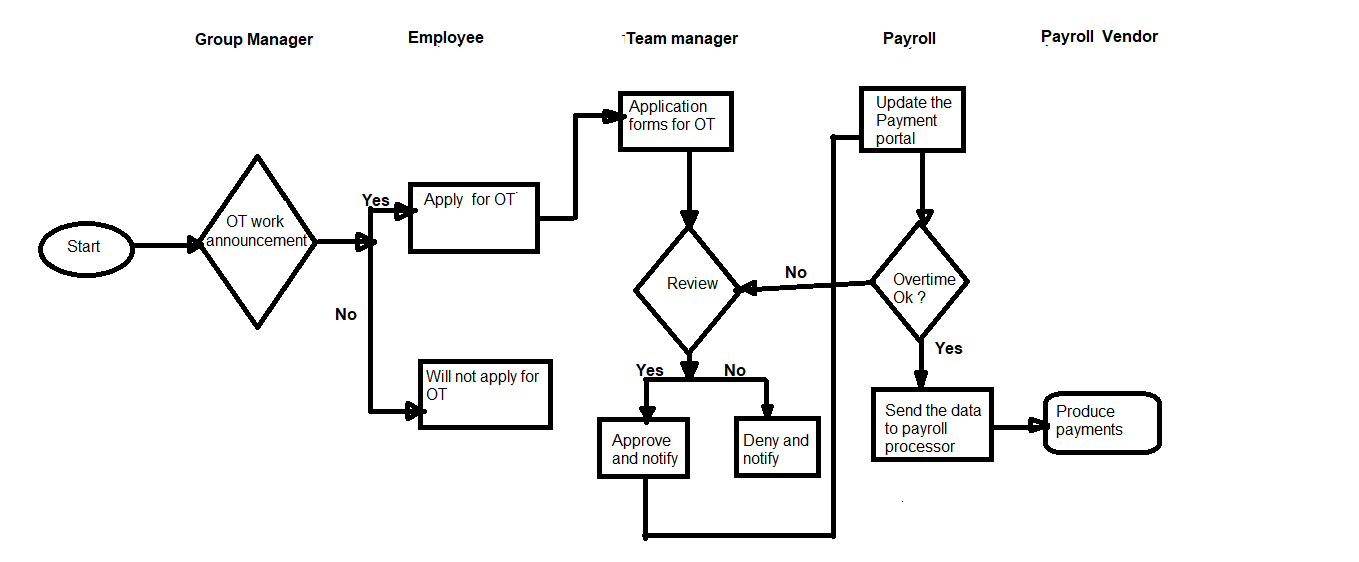 Group Manager
Employee
Team manager
Payroll
Payroll Vendor
Start
OT work
announcement
Yes
No
Apply for OT
Will not apply for
OT
Application
forms for OT
Review
Yes
No
Approve
and notify
Deny and
notify
Update the
Payment
portal
No
Overtime
Ok ?
Yes
Send the data
to payroll
processor
Produce
payments